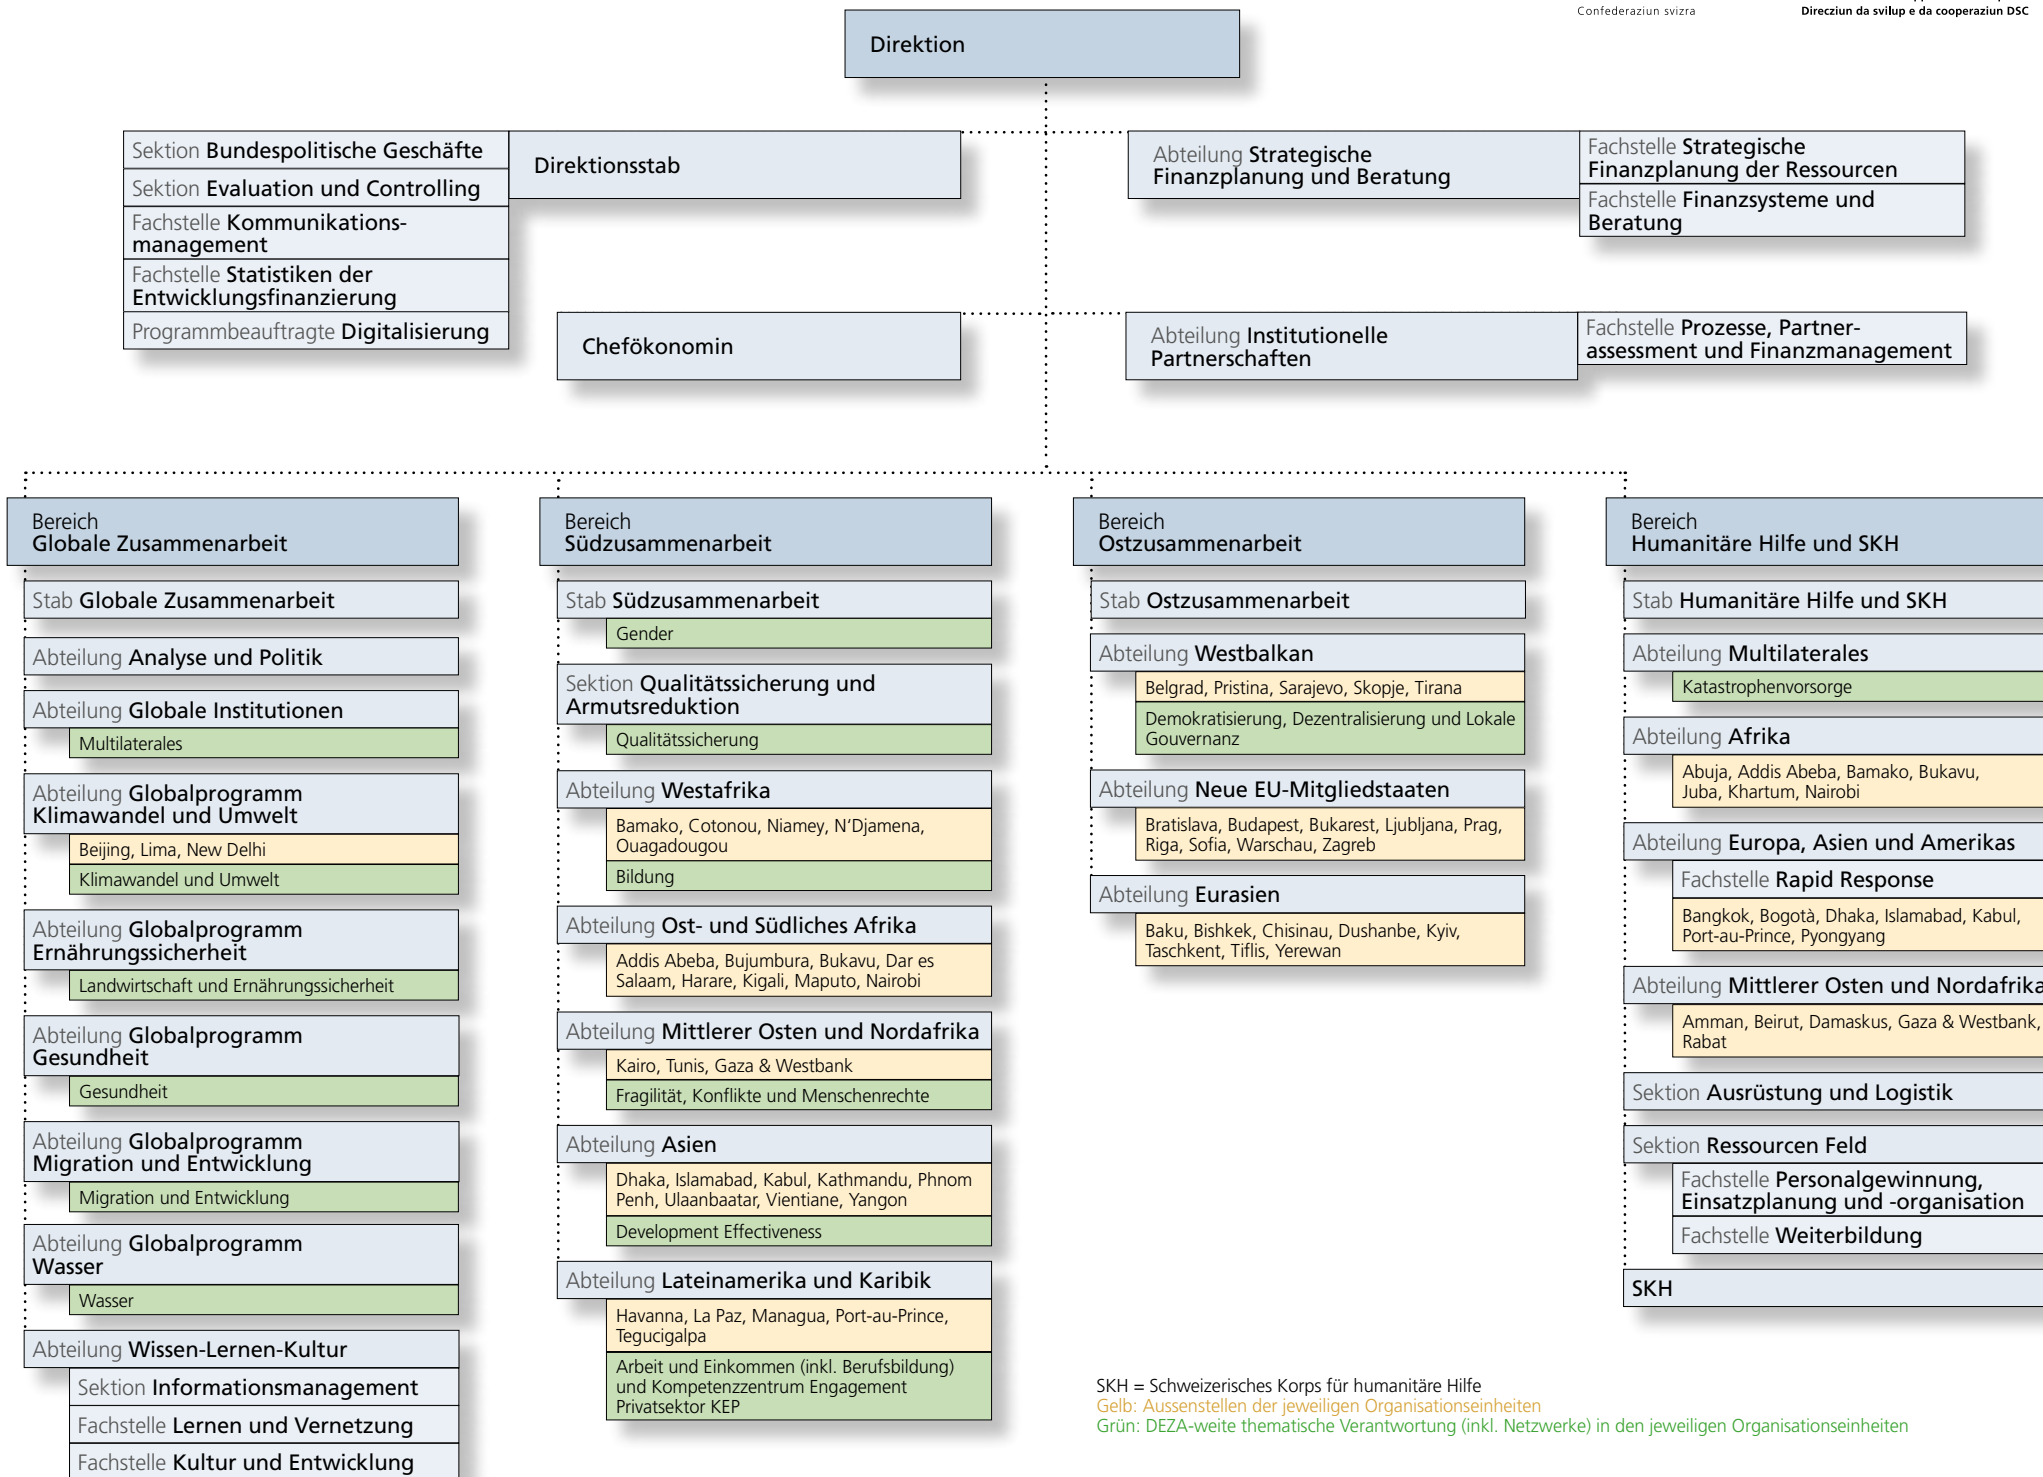 Confederaziun svizra
Direcziun da svilup e da cooperaziun DSC
Direktion
Sektion Bundespolitische Geschäfte
Sektion Evaluation und Controlling
Fachstelle Kommunikations-
management
Fachstelle Statistiken der
Entwicklungsfinanzierung
Programmbeauftragte Digitalisierung
Direktionsstab
Abteilung Strategische
Finanzplanung und Beratung
Fachstelle Strategische
Finanzplanung der Ressourcen
Fachstelle Finanzsysteme und
Beratung
Chefökonomin
Abteilung Institutionelle
Partnerschaften
Fachstelle Prozesse, Partner-
assessment und Finanzmanagement
Bereich
Globale Zusammenarbeit
Stab Globale Zusammenarbeit
Abteilung Analyse und Politik
Abteilung Globale Institutionen
Multilaterales
Abteilung Globalprogramm
Klimawandel und Umwelt
Beijing, Lima, New Delhi
Klimawandel und Umwelt
Abteilung Globalprogramm
Ernährungssicherheit
Landwirtschaft und Ernährungssicherheit
Abteilung Globalprogramm
Gesundheit
Gesundheit
Abteilung Globalprogramm
Migration und Entwicklung
Migration und Entwicklung
Abteilung Globalprogramm
Wasser
Wasser
Abteilung Wissen-Lernen-Kultur
Sektion Informationsmanagement
Fachstelle Lernen und Vernetzung
Fachstelle Kultur und Entwicklung
Bereich
Südzusammenarbeit
Stab Südzusammenarbeit
Gender
Sektion Qualitätssicherung und
Armutsreduktion
Qualitätssicherung
Abteilung Westafrika
Bamako, Cotonou, Niamey, N'Djamena,
Ouagadougou
Bildung
Abteilung Ost- und Südliches Afrika
Addis Abeba, Bujumbura, Bukavu, Dar es
Salaam, Harare, Kigali, Maputo, Nairobi
Abteilung Mittlerer Osten und Nordafrika
Kairo, Tunis, Gaza & Westbank
Fragilität, Konflikte und Menschenrechte
Abteilung Asien
Dhaka, Islamabad, Kabul, Kathmandu, Phnom
Penh, Ulaanbaatar, Vientiane, Yangon
Development Effectiveness
Abteilung Lateinamerika und Karibik
Havanna, La Paz, Managua, Port-au-Prince,
Tegucigalpa
Arbeit und Einkommen (inkl. Berufsbildung)
und Kompetenzzentrum Engagement
Privatsektor KEP
Bereich
Ostzusammenarbeit
Stab Ostzusammenarbeit
Abteilung Westbalkan
Belgrad, Pristina, Sarajevo, Skopje, Tirana
Demokratisierung, Dezentralisierung und Lokale
Gouvernanz
Abteilung Neue EU-Mitgliedstaaten
Bratislava, Budapest, Bukarest, Ljubljana, Prag,
Riga, Sofia, Warschau, Zagreb
Abteilung Eurasien
Baku, Bishkek, Chisinau, Dushanbe, Kyiv,
Taschkent, Tiflis, Yerewan
Bereich
Humanitäre Hilfe und SKH
Stab Humanitäre Hilfe und SKH
Abteilung Multilaterales
Katastrophenvorsorge
Abteilung Afrika
Abuja, Addis Abeba, Bamako, Bukavu,
Juba, Khartum, Nairobi
Abteilung Europa, Asien und Amerikas
Fachstelle Rapid Response
Bangkok, Bogotà, Dhaka, Islamabad, Kabul,
Port-au-Prince, Pyongyang
Abteilung Mittlerer Osten und Nordafrika
Amman, Beirut, Damaskus, Gaza & Westbank,
Rabat
Sektion Ausrüstung und Logistik
Sektion Ressourcen Feld
Fachstelle Personalgewinnung,
Einsatzplanung und -organisation
Fachstelle Weiterbildung
SKH
SKH = Schweizerisches Korps für humanitäre Hilfe
Gelb: Aussenstellen der jeweiligen Organisationseinheiten
Grün: DEZA-weite thematische Verantwortung (inkl. Netzwerke) in den jeweiligen Organisationseinheiten